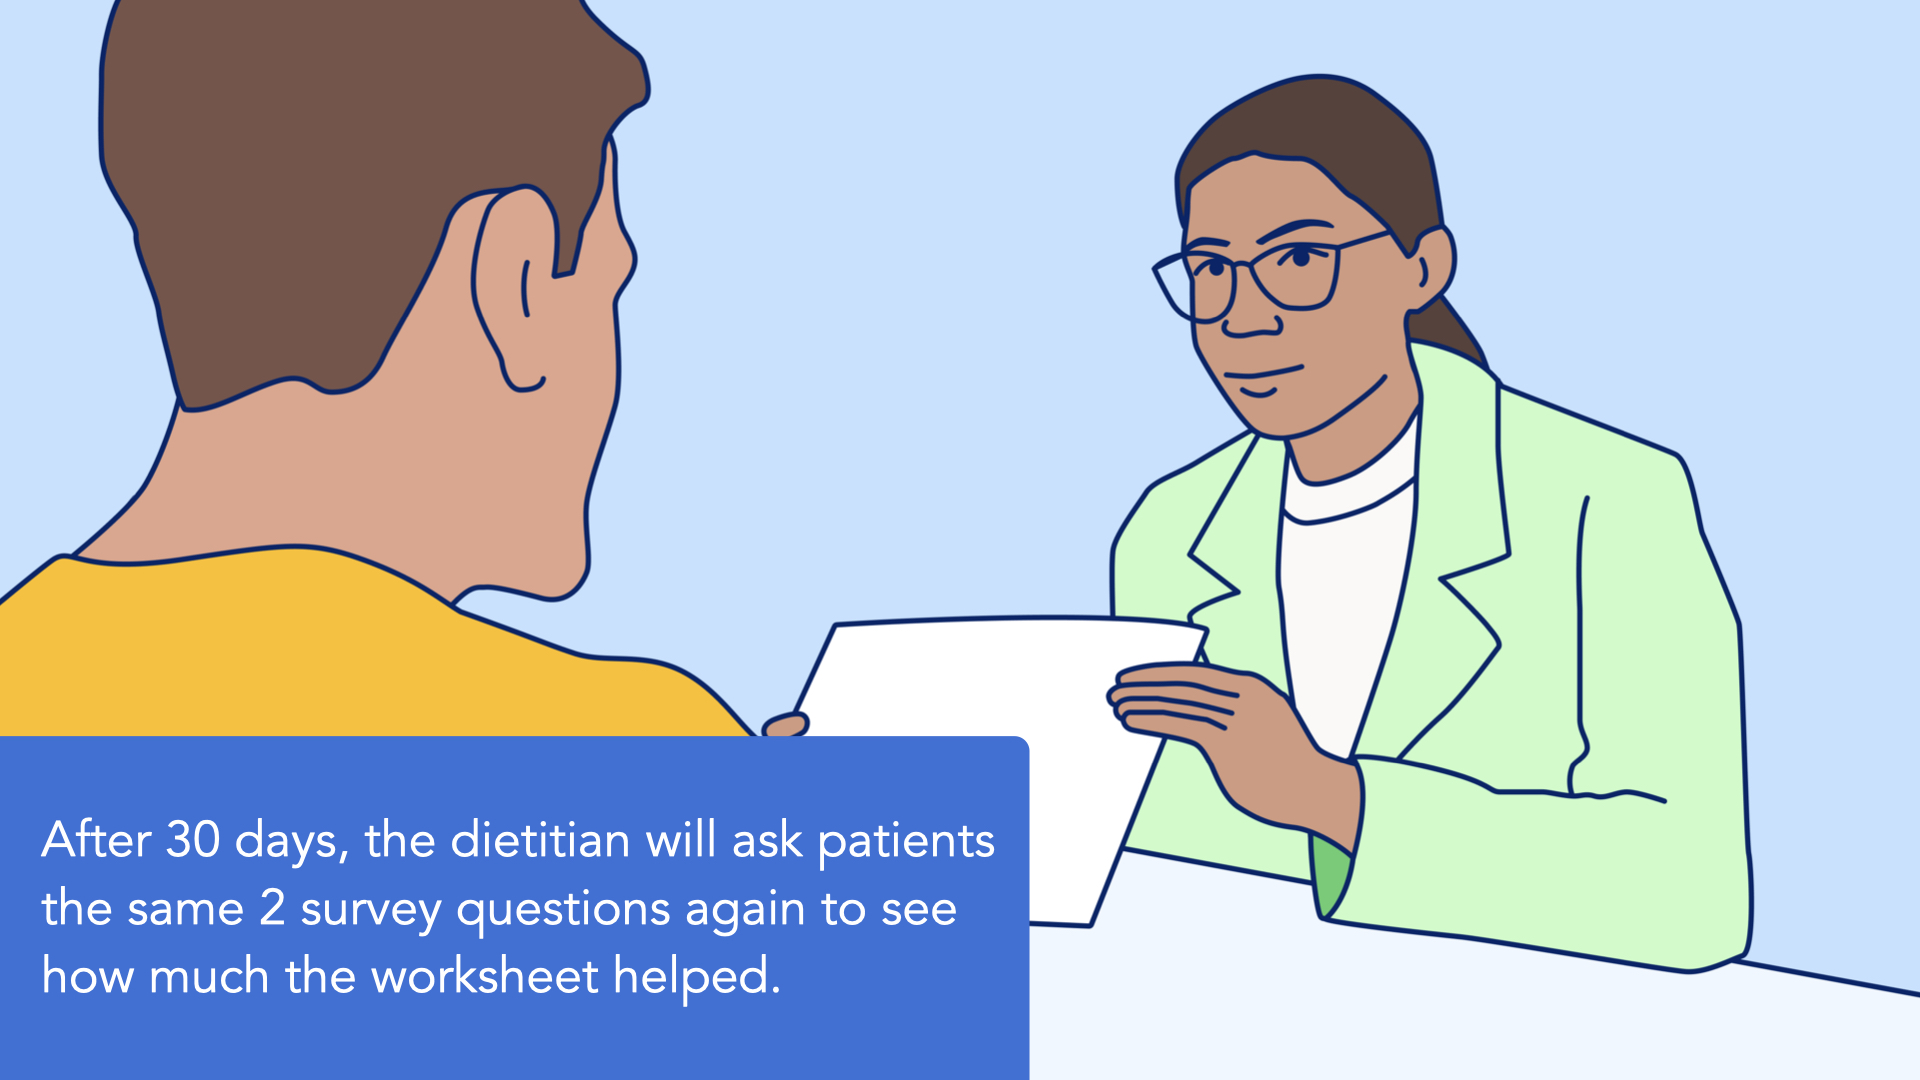 After 30 days, the dietitian will ask patients
the same 2 survey questions again to see
how much the worksheet helped.